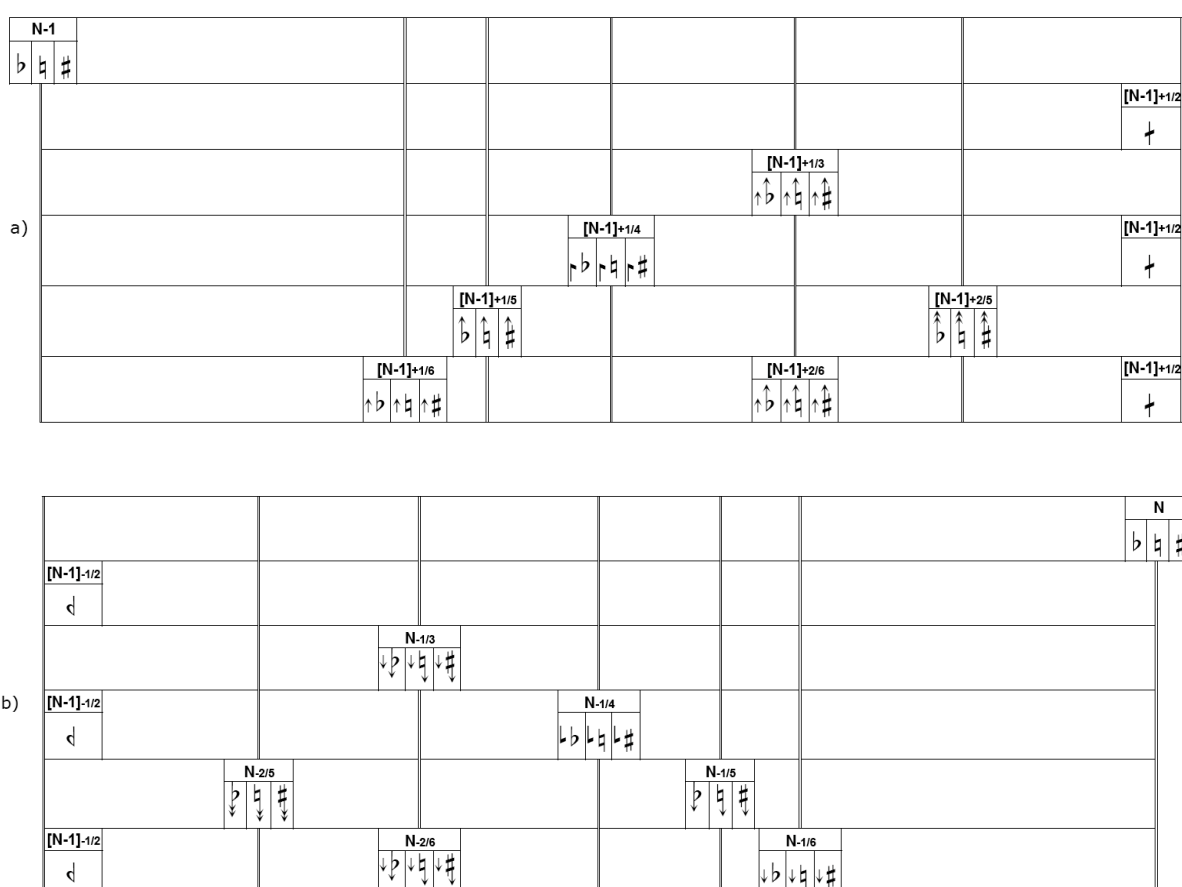 N-1
♭ ♮ ♯
[N-1]+1/2
[N-1]+1/3
a)
[N-1]+1/4 [N-1]+1/2
[N-1]+1/5 [N-1]+2/5
[N-1]+1/6 [N-1]+2/6 [N-1]+1/2
N
♭ ♮ ♯
[N-1]-1/2
N-1/3
b)
[N-1]-1/2 N-1/4
N-2/5 N-1/5
[N-1]-1/2 N-2/6 N-1/6